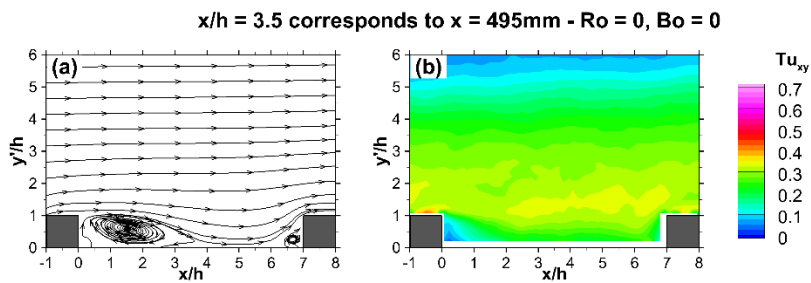 x/h = 3.5 corresponds to x = 495mm - Ro = 0, Bo = 0
(a)
y'/h
6
5
4
3
2
1
0
-1 0 1 2 3 4 5 6 7 8
x/h
(b)
y'/h
6
5
4
3
2
1
0
-1 0 1 2 3 4 5 6 7 8
x/h
Tu_xy
0.7
0.6
0.5
0.4
0.3
0.2
0.1
0